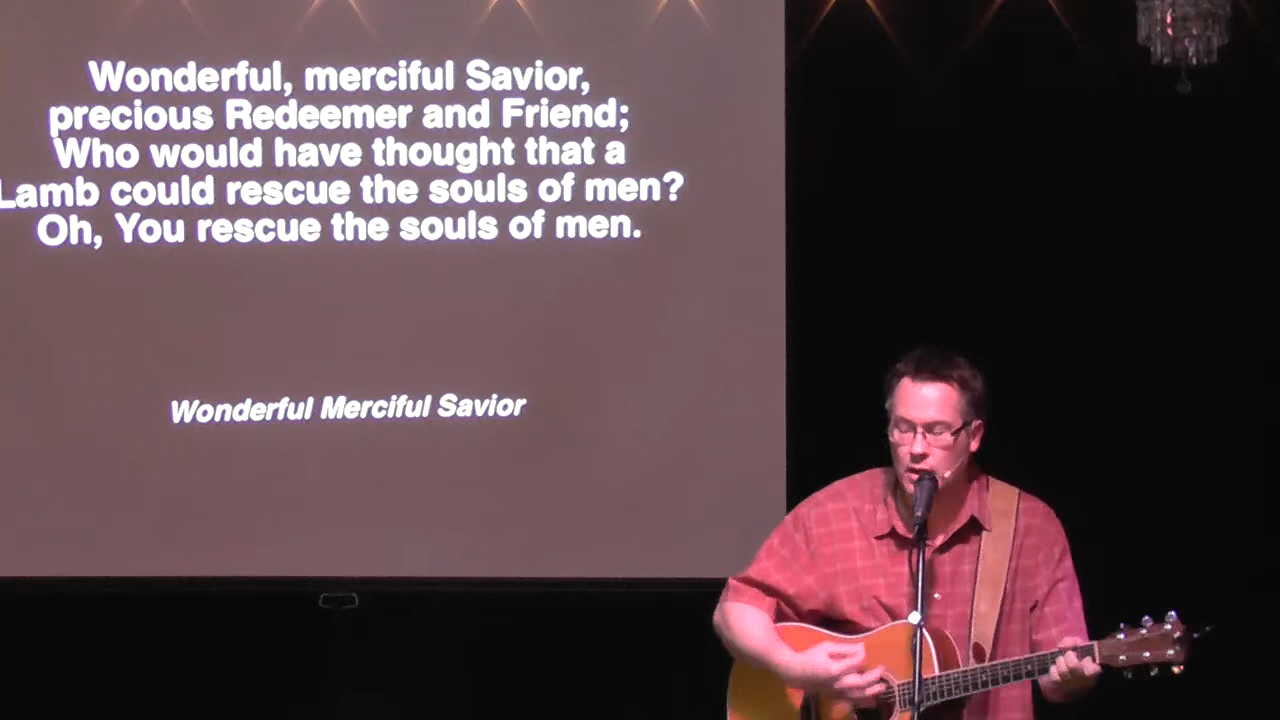 Wonderful, merciful Savior,
precious Redeemer and Friend;
Who would have thought that a
Lamb could rescue the souls of men?
Oh, You rescue the souls of men.
Wonderful Merciful Savior